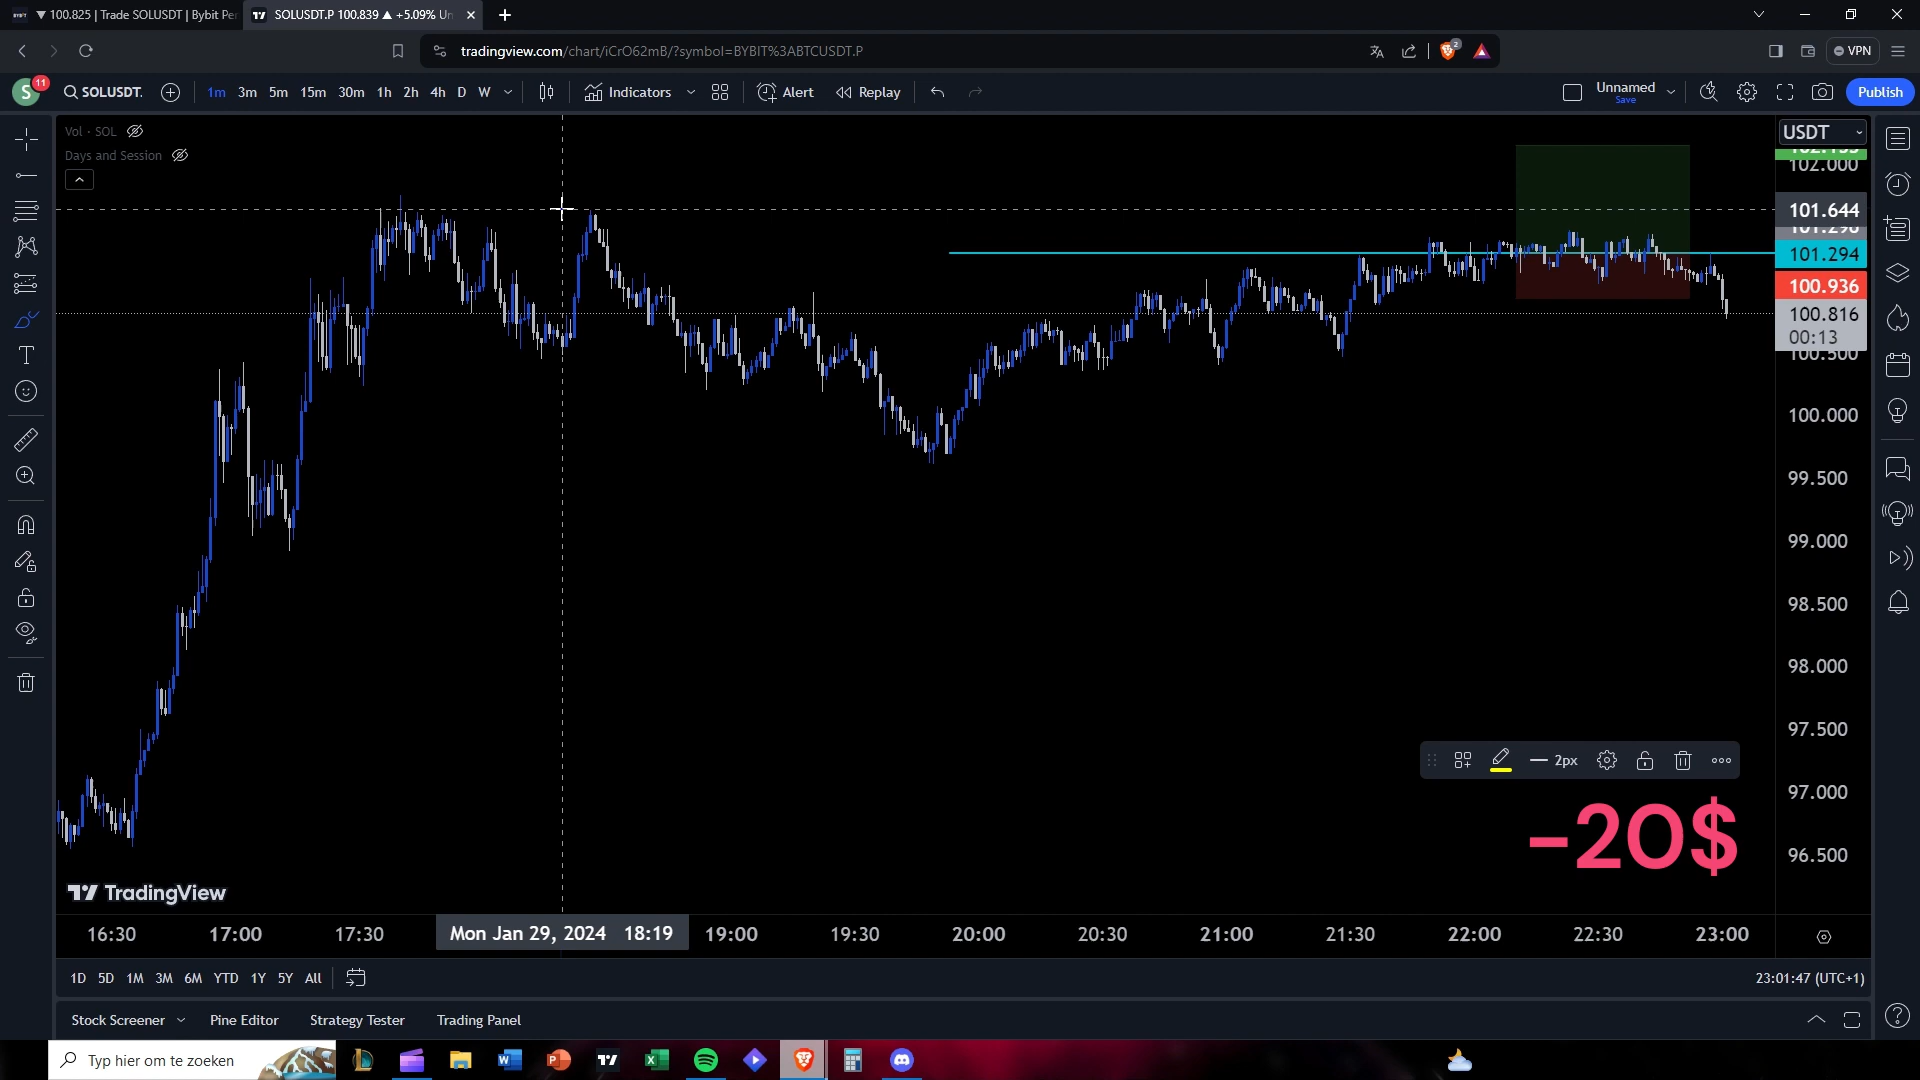 ▼ 100.825 | Trade SOLUSDT | Bybit Pe
SOLUSDT.P 100.839 ▲ +5.09% Un
tradingview.com/chart/iCrO62mB/?symbol=BYBIT%3ABTCUSDT.P
2
VPN
S
11
SOLUSDT.
1m 3m 5m 15m 30m 1h 2h 4h D W
Indicators
Alert
Replay
Unnamed
Save
Publish
Vol · SOL
Days and Session
USDT
102.000
101.644
101.294
100.936
100.816
00:13
100.500
100.000
99.500
99.000
98.500
98.000
97.500
97.000
96.500
2px
-20$
TradingView
16:30 17:00 17:30 Mon Jan 29, 2024 18:19 19:00 19:30 20:00 20:30 21:00 21:30 22:00 22:30 23:00
1D 5D 1M 3M 6M YTD 1Y 5Y All
23:01:47 (UTC+1)
Stock Screener Pine Editor Strategy Tester Trading Panel
Typ hier om te zoeken